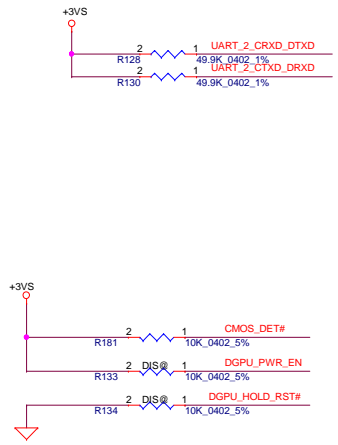 +3VS
2 1 UART_2_CRXD_DTXD
R128 49.9K_0402_1%
2 1 UART_2_CTXD_DRXD
R130 49.9K_0402_1%
+3VS
2 1 CMOS_DET#
R181 10K_0402_5%
2 DIS@ 1 DGPU_PWR_EN
R133 10K_0402_5%
2 DIS@ 1 DGPU_HOLD_RST#
R134 10K_0402_5%